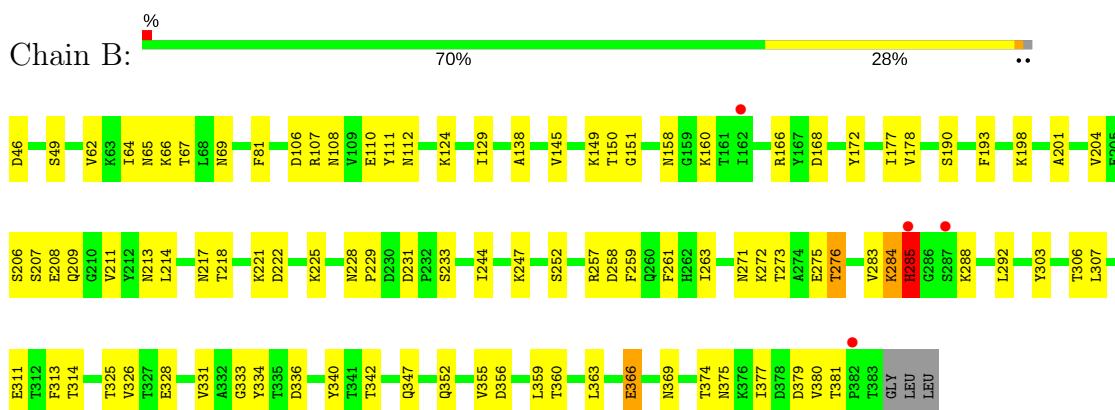 %
Chain B:
70% 28% ••
D46 S49 V62 K63 I64 N65 K66 T67 L68 N69 F81 D106 R107 N108 V109 E110 Y111 N112 K124 I129 A138 V145 K149 T150 G151 N158 G159 K160 T161 I162 R166 Y167 D168 Y172 I177 V178 S190 F193 K198 A201 V204 E205
S206 S207 E208 Q209 G210 V211 Y212 N213 L214 N217 T218 K221 D222 K225 N228 P229 D230 D231 P232 S233 I244 K247 S252 R257 D258 F259 Q260 F261 H262 I263 N271 K272 T273 A274 E275 T276 V283 K284 H285 G286 S287 K288 L292 Y303 T306 L307
E311 T312 F313 T314 T325 V326 T327 E328 V331 A332 G333 Y334 T335 D336 Y340 T341 T342 Q347 Q352 V355 D356 L359 T360 L363 E366 N369 T374 N375 K376 I377 D378 D379 V380 T381 P382 T383 GLY LEU LEU